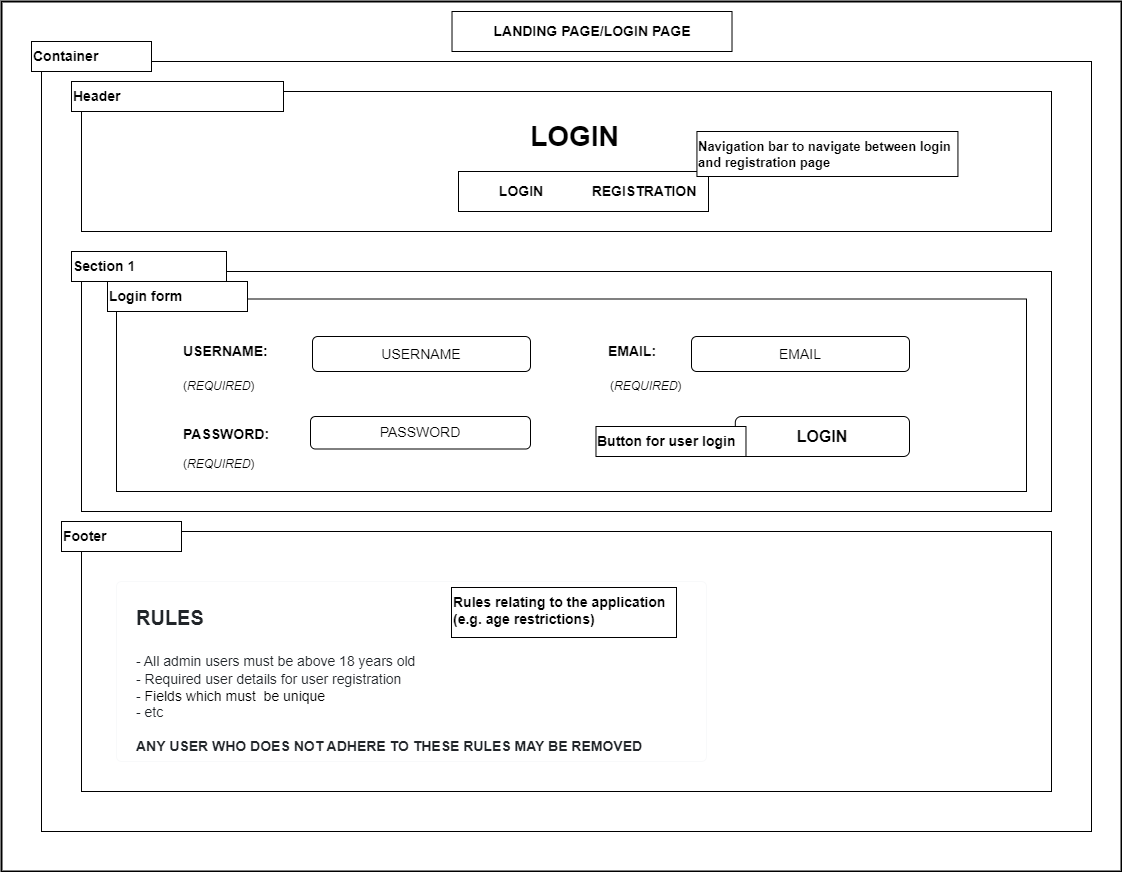 LANDING PAGE/LOGIN PAGE
Container
Header
LOGIN
Navigation bar to navigate between login
and registration page
LOGIN REGISTRATION
Section 1
Login form
USERNAME: USERNAME EMAIL: EMAIL
(REQUIRED) (REQUIRED)
PASSWORD: PASSWORD Button for user login LOGIN
(REQUIRED)
Footer
RULES
Rules relating to the application
(e.g. age restrictions)
- All admin users must be above 18 years old
- Required user details for user registration
- Fields which must  be unique
- etc
ANY USER WHO DOES NOT ADHERE TO THESE RULES MAY BE REMOVED